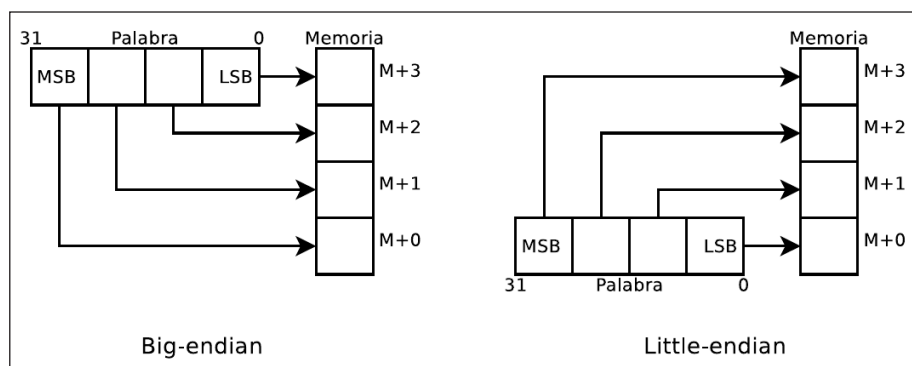 31 Palabra 0 Memoria
MSB LSB M+3
M+2
M+1
M+0
Big-endian
Memoria
M+3
M+2
M+1
MSB LSB M+0
31 Palabra 0
Little-endian